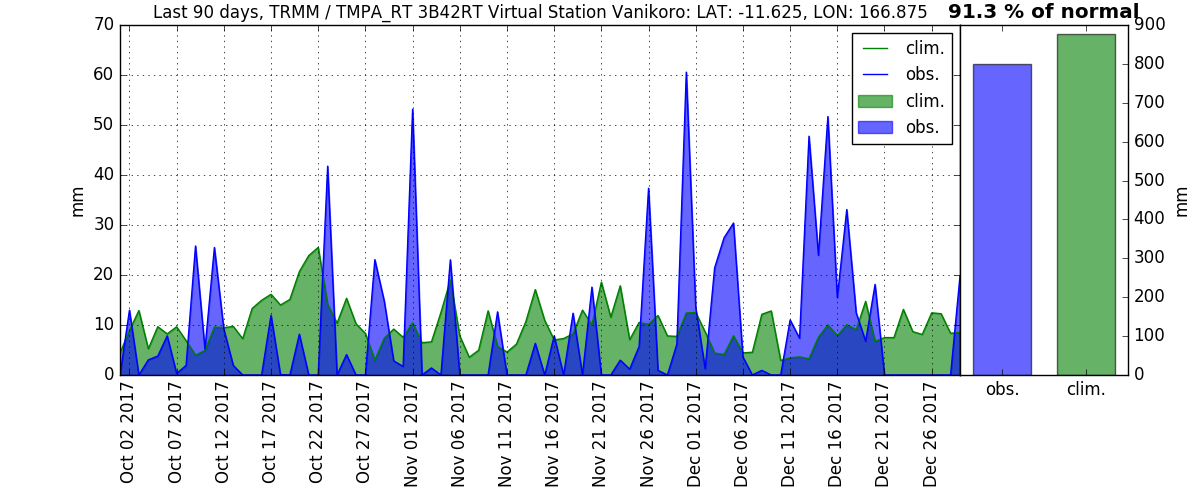 Last 90 days, TRMM / TMPA_RT 3B42RT Virtual Station Vanikoro: LAT: -11.625, LON: 166.875
91.3 % of normal
70
60
50
40
30
20
10
0
mm
clim.
obs.
clim.
obs.
900
800
700
600
500
400
300
200
100
0
mm
Oct 02 2017
Oct 07 2017
Oct 12 2017
Oct 17 2017
Oct 22 2017
Oct 27 2017
Nov 01 2017
Nov 06 2017
Nov 11 2017
Nov 16 2017
Nov 21 2017
Nov 26 2017
Dec 01 2017
Dec 06 2017
Dec 11 2017
Dec 16 2017
Dec 21 2017
Dec 26 2017
obs.
clim.